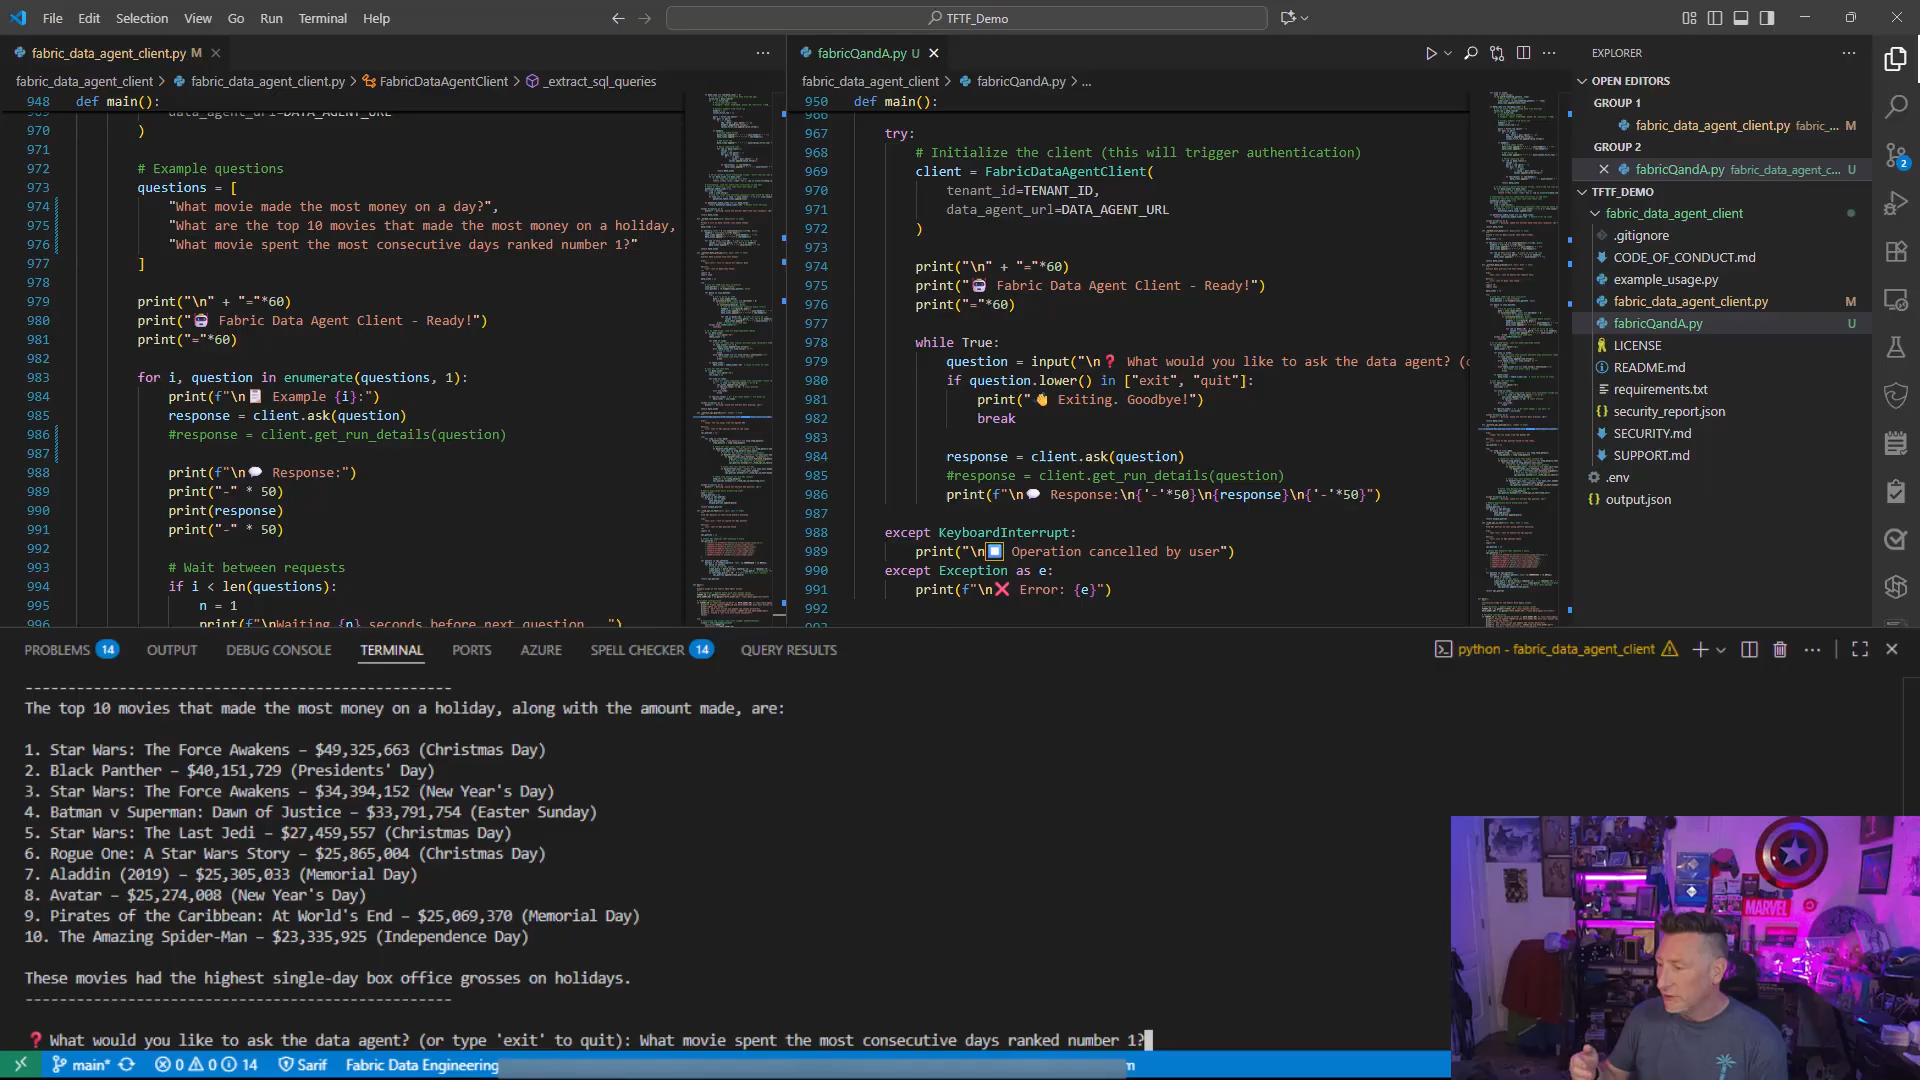 File Edit Selection View Go Run Terminal Help
TFTF_Demo
fabric_data_agent_client.py M
fabric_data_agent_client > fabric_data_agent_client.py > FabricDataAgentClient > _extract_sql_queries
948 def main():
969 data_agent_url=DATA_AGENT_URL
970 )
971
972 # Example questions
973 questions = [
974 "What movie made the most money on a day?",
975 "What are the top 10 movies that made the most money on a holiday,
976 "What movie spent the most consecutive days ranked number 1?"
977 ]
978
979 print("\n" + "="*60)
980 print("🤖 Fabric Data Agent Client - Ready!")
981 print("="*60)
982
983 for i, question in enumerate(questions, 1):
984 print(f"\n📋 Example {i}:")
985 response = client.ask(question)
986 #response = client.get_run_details(question)
987
988 print(f"\n💬 Response:")
989 print("-" * 50)
990 print(response)
991 print("-" * 50)
992
993 # Wait between requests
994 if i < len(questions):
995 n = 1
996 print(f"\nWaiting {n} seconds before next question...")
fabricQandA.py U
fabric_data_agent_client > fabricQandA.py > ...
950 def main():
966
967 try:
968 # Initialize the client (this will trigger authentication)
969 client = FabricDataAgentClient(
970 tenant_id=TENANT_ID,
971 data_agent_url=DATA_AGENT_URL
972 )
973
974 print("\n" + "="*60)
975 print("🤖 Fabric Data Agent Client - Ready!")
976 print("="*60)
977
978 while True:
979 question = input("\n❓ What would you like to ask the data agent? (o
980 if question.lower() in ["exit", "quit"]:
981 print("👋 Exiting. Goodbye!")
982 break
983
984 response = client.ask(question)
985 #response = client.get_run_details(question)
986 print(f"\n💬 Response:\n{'-'*50}\n{response}\n{'-'*50}")
987
988 except KeyboardInterrupt:
989 print("\n⏹️ Operation cancelled by user")
990 except Exception as e:
991 print(f"\n❌ Error: {e}")
992
993
EXPLORER
OPEN EDITORS
GROUP 1
fabric_data_agent_client.py fabric_... M
GROUP 2
fabricQandA.py fabric_data_agent_c... U
TFTF_DEMO
fabric_data_agent_client
.gitignore
CODE_OF_CONDUCT.md
example_usage.py
fabric_data_agent_client.py M
fabricQandA.py U
LICENSE
README.md
requirements.txt
security_report.json
SECURITY.md
SUPPORT.md
.env
output.json
2
PROBLEMS 14 OUTPUT DEBUG CONSOLE TERMINAL PORTS AZURE SPELL CHECKER 14 QUERY RESULTS
python - fabric_data_agent_client
--------------------------------------------------
The top 10 movies that made the most money on a holiday, along with the amount made, are:
1. Star Wars: The Force Awakens – $49,325,663 (Christmas Day)
2. Black Panther – $40,151,729 (Presidents' Day)
3. Star Wars: The Force Awakens – $34,394,152 (New Year's Day)
4. Batman v Superman: Dawn of Justice – $33,791,754 (Easter Sunday)
5. Star Wars: The Last Jedi – $27,459,557 (Christmas Day)
6. Rogue One: A Star Wars Story – $25,865,004 (Christmas Day)
7. Aladdin (2019) – $25,305,033 (Memorial Day)
8. Avatar – $25,274,008 (New Year's Day)
9. Pirates of the Caribbean: At World's End – $25,069,370 (Memorial Day)
10. The Amazing Spider-Man – $23,335,925 (Independence Day)
These movies had the highest single-day box office grosses on holidays.
--------------------------------------------------
❓ What would you like to ask the data agent? (or type 'exit' to quit): What movie spent the most consecutive days ranked number 1?
main* 0 0 14 Sarif Fabric Data Engineering
MARVEL